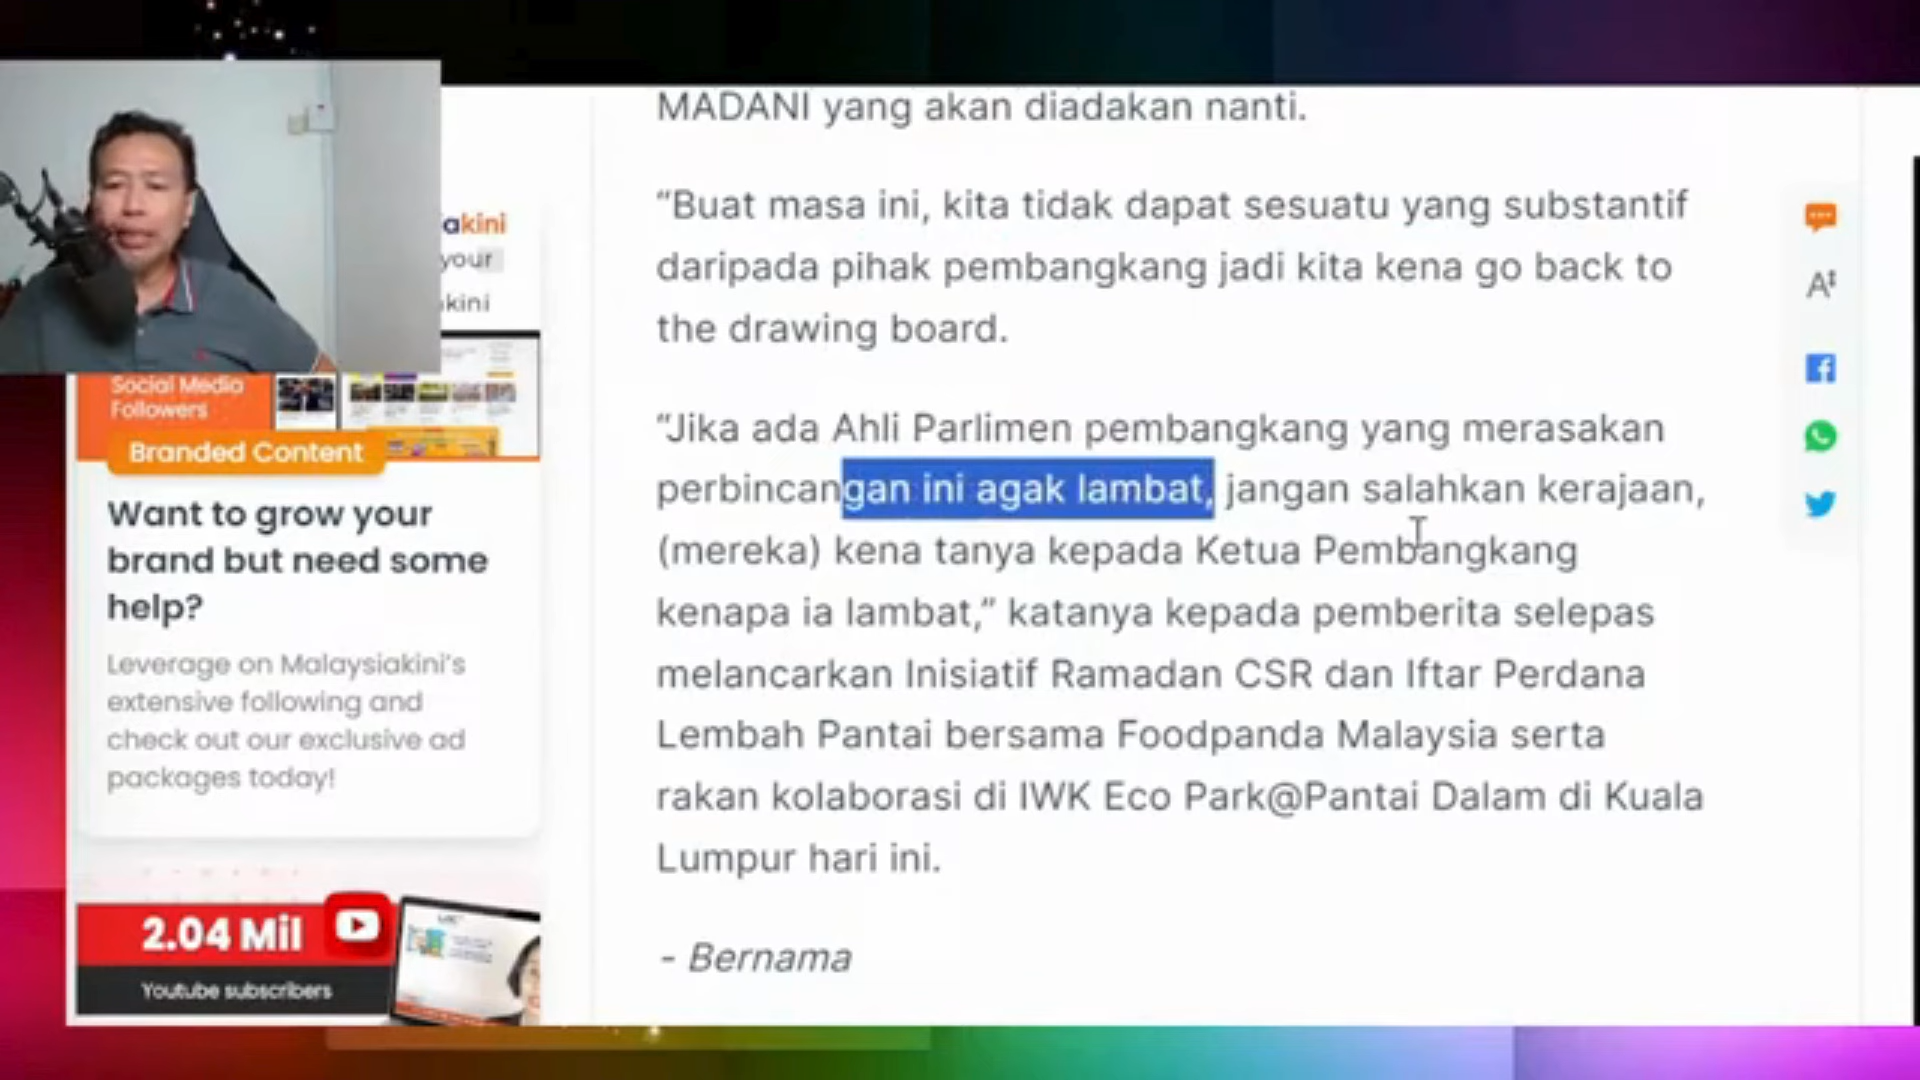 MADANI yang akan diadakan nanti.
“Buat masa ini, kita tidak dapat sesuatu yang substantif
daripada pihak pembangkang jadi kita kena go back to
the drawing board.
“Jika ada Ahli Parlimen pembangkang yang merasakan
perbincangan ini agak lambat, jangan salahkan kerajaan,
(mereka) kena tanya kepada Ketua Pembangkang
kenapa ia lambat,” katanya kepada pemberita selepas
melancarkan Inisiatif Ramadan CSR dan Iftar Perdana
Lembah Pantai bersama Foodpanda Malaysia serta
rakan kolaborasi di IWK Eco Park@Pantai Dalam di Kuala
Lumpur hari ini.
- Bernama
akini
your
kini
Social Media
Followers
Branded Content
Want to grow your
brand but need some
help?
Leverage on Malaysiakini’s
extensive following and
check out our exclusive ad
packages today!
2.04 Mil
Youtube subscribers
A